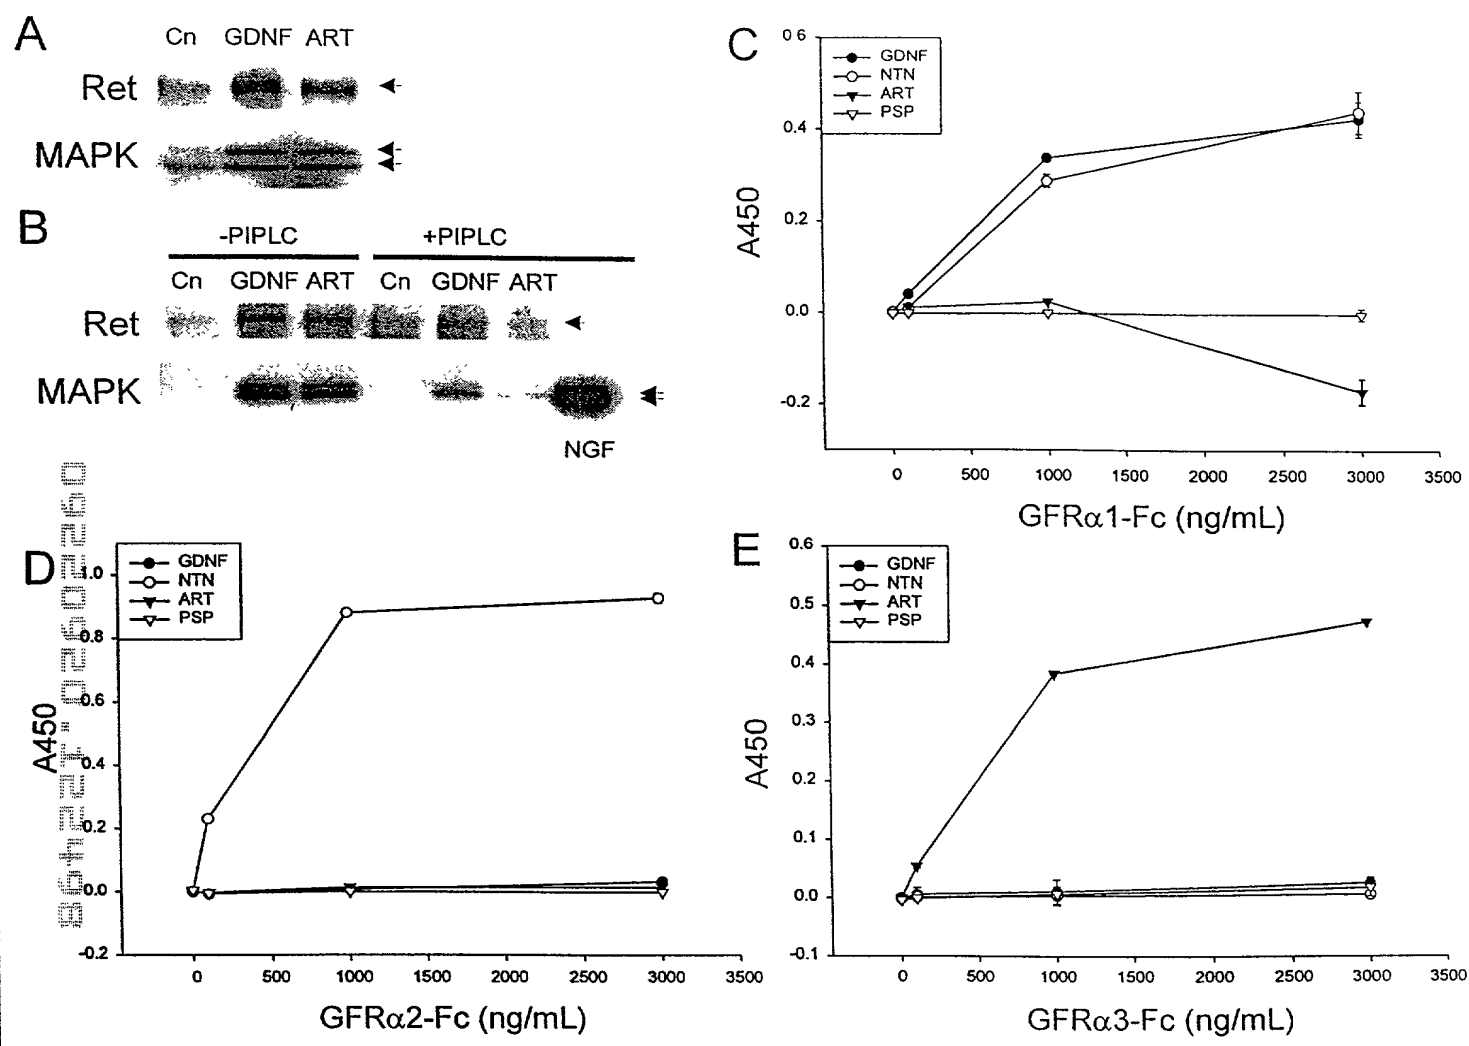 A
Cn GDNF ART
Ret
MAPK
B
-PIPLC +PIPLC
Cn GDNF ART Cn GDNF ART
Ret
MAPK
NGF
C
GDNF
NTN
ART
PSP
0 6
0.4
0.2
0.0
-0.2
A450
0 500 1000 1500 2000 2500 3000 3500
GFRα1-Fc (ng/mL)
D
GDNF
NTN
ART
PSP
1.0
0.8
0.6
0.4
0.2
0.0
-0.2
A450
0 500 1000 1500 2000 2500 3000 3500
GFRα2-Fc (ng/mL)
E
GDNF
NTN
ART
PSP
0.6
0.5
0.4
0.3
0.2
0.1
0.0
-0.1
A450
0 500 1000 1500 2000 2500 3000 3500
GFRα3-Fc (ng/mL)